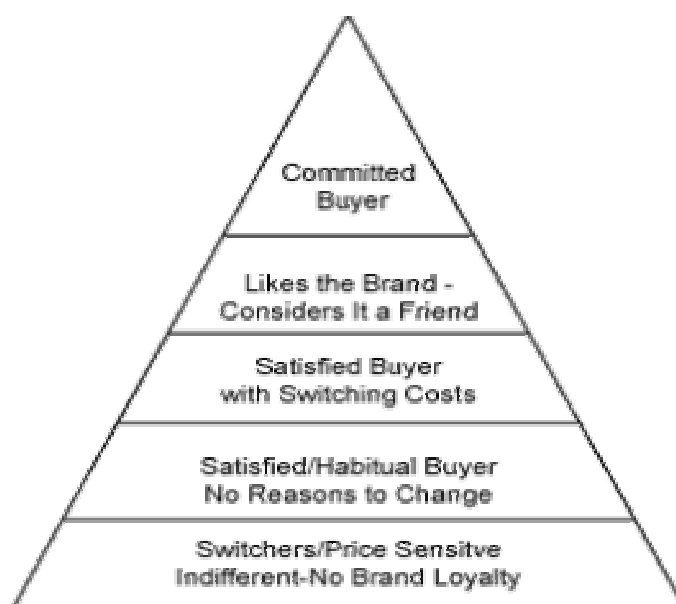 Committed
Buyer
Likes the Brand -
Considers It a Friend
Satisfied Buyer
with Switching Costs
Satisfied/Habitual Buyer
No Reasons to Change
Switchers/Price Sensitve
Indifferent-No Brand Loyalty